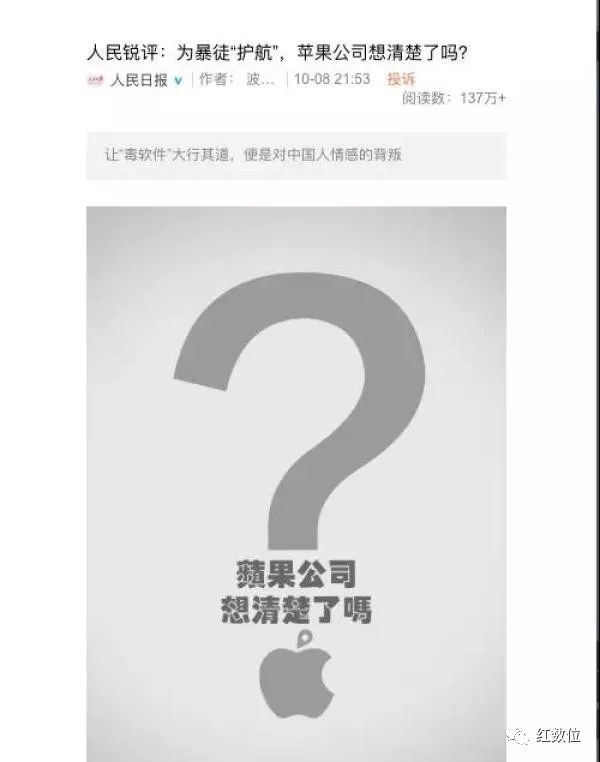 人民锐评：为暴徒“护航”，苹果公司想清楚了吗？
人民日报 作者： 波... 10-08 21:53 投诉
阅读数：137万+
让“毒软件”大行其道，便是对中国人情感的背叛
蘋果公司
想清楚了嗎
红数位